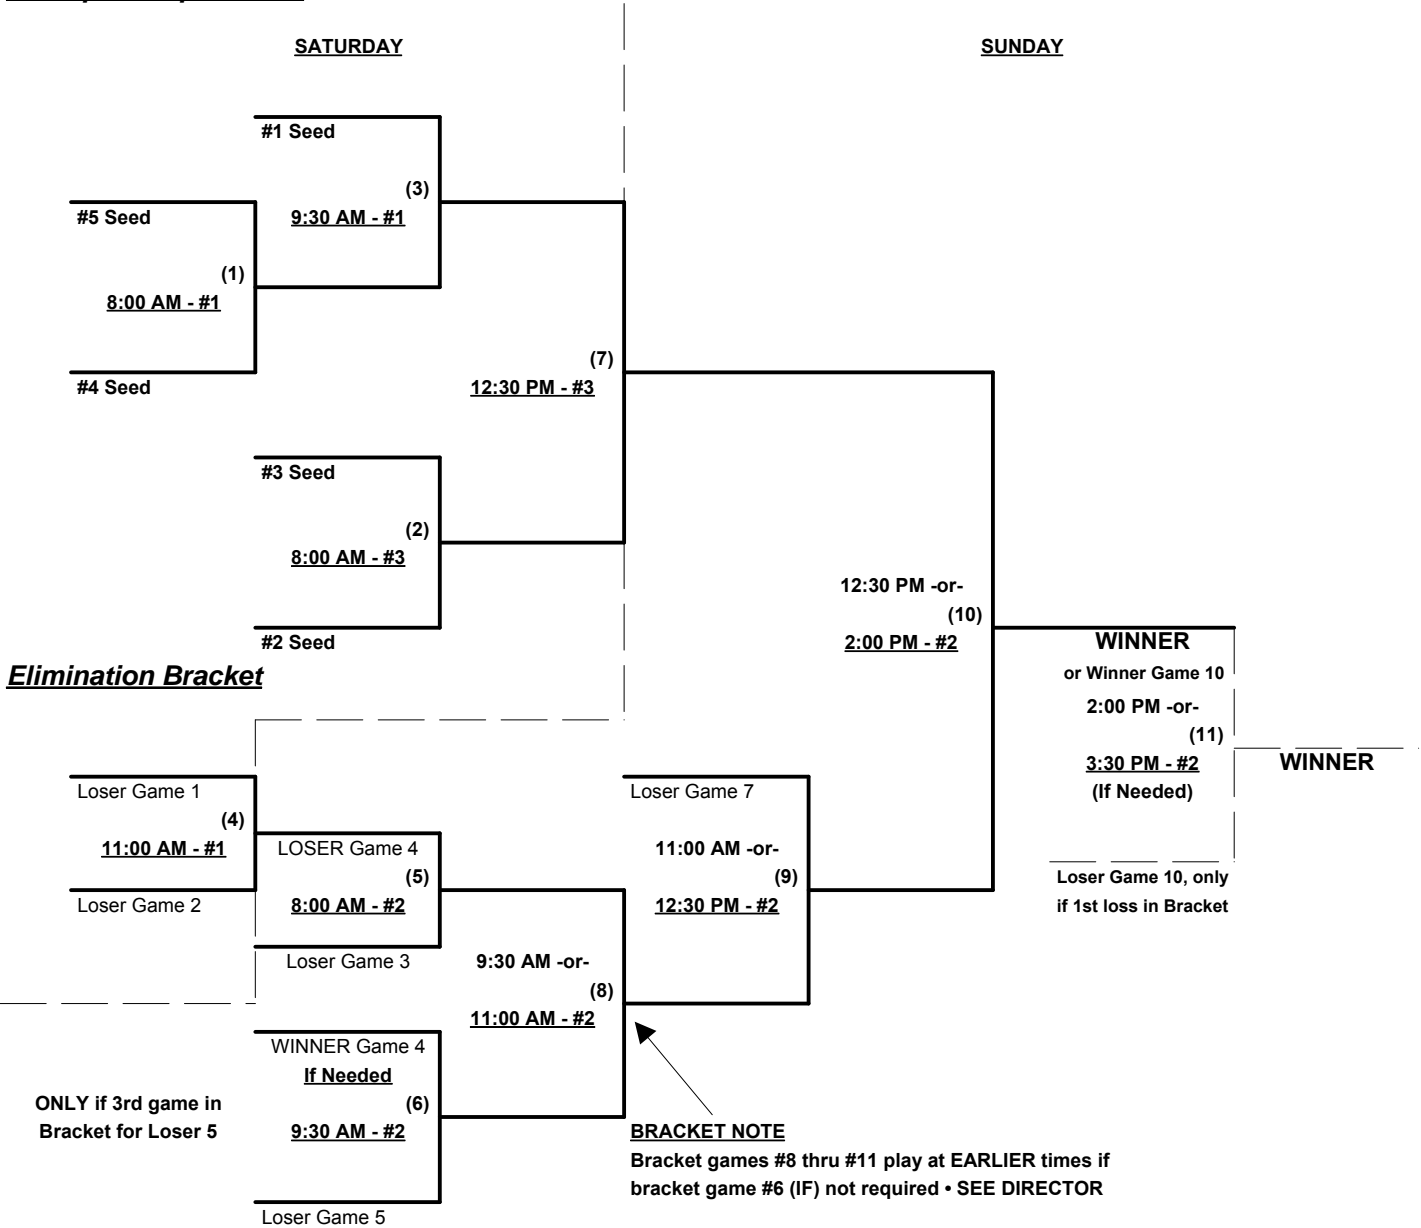 SATURDAY
SUNDAY
#1 Seed
(3)
9:30 AM - #1
#5 Seed
(1)
8:00 AM - #1
#4 Seed
(7)
12:30 PM - #3
#3 Seed
(2)
8:00 AM - #3
#2 Seed
12:30 PM -or-
(10)
2:00 PM - #2
WINNER
or Winner Game 10
2:00 PM -or-
(11)
3:30 PM - #2
(If Needed)
WINNER
Loser Game 10, only
if 1st loss in Bracket
Elimination Bracket
Loser Game 1
(4)
11:00 AM - #1
Loser Game 2
LOSER Game 4
(5)
8:00 AM - #2
Loser Game 3
Loser Game 7
11:00 AM -or-
(9)
12:30 PM - #2
9:30 AM -or-
(8)
11:00 AM - #2
WINNER Game 4
If Needed
(6)
9:30 AM - #2
Loser Game 5
ONLY if 3rd game in
Bracket for Loser 5
BRACKET NOTE
Bracket games #8 thru #11 play at EARLIER times if
bracket game #6 (IF) not required • SEE DIRECTOR